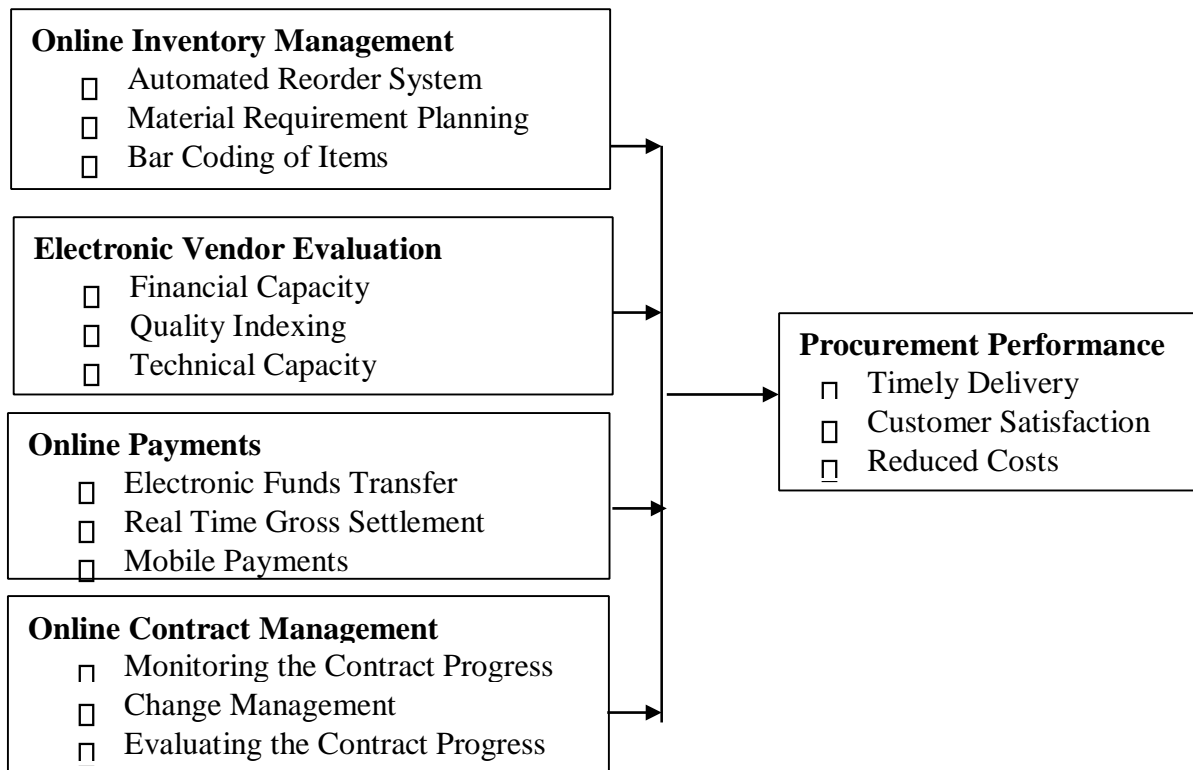 Online Inventory Management
Automated Reorder System
Material Requirement Planning
Bar Coding of Items
Electronic Vendor Evaluation
Financial Capacity
Quality Indexing
Technical Capacity
Online Payments
Electronic Funds Transfer
Real Time Gross Settlement
Mobile Payments
Online Contract Management
Monitoring the Contract Progress
Change Management
Evaluating the Contract Progress
Procurement Performance
Timely Delivery
Customer Satisfaction
Reduced Costs